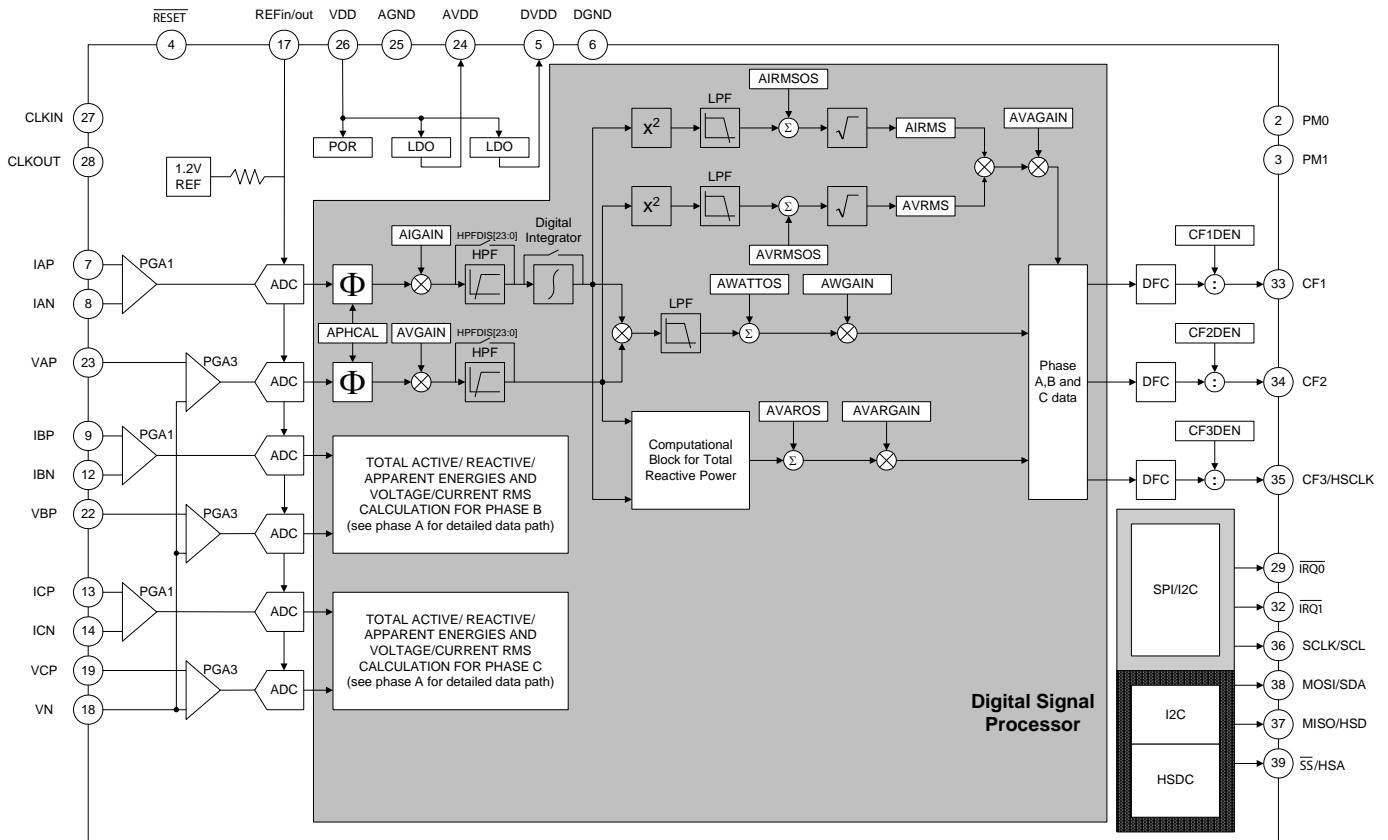 RESET
REFin/out
VDD
AGND
AVDD
DVDD
DGND
4
17
26
25
24
5
6
CLKIN
27
CLKOUT
28
POR
LDO
LDO
1.2V
REF
AIRMSOS
LPF
X²
Σ
√
AIRMS
AVAGAIN
LPF
X²
Σ
√
AVRMS
AVRMSOS
2
PM0
3
PM1
IAP
7
IAN
8
PGA1
ADC
Φ
AIGAIN
HPFDIS[23:0]
HPF
Digital
Integrator
∫
APHCAL
VAP
23
PGA3
ADC
Φ
AVGAIN
HPFDIS[23:0]
HPF
LPF
AWATTOS
Σ
AWGAIN
Computational
Block for Total
Reactive Power
AVAROS
Σ
AVARGAIN
Phase
A,B and
C data
DFC
CF1DEN
:
33
CF1
DFC
CF2DEN
:
34
CF2
DFC
CF3DEN
:
35
CF3/HSCLK
IBP
9
IBN
12
PGA1
ADC
VBP
22
PGA3
ADC
TOTAL ACTIVE/ REACTIVE/
APPARENT ENERGIES AND
VOLTAGE/CURRENT RMS
CALCULATION FOR PHASE B
(see phase A for detailed data path)
ICP
13
ICN
14
PGA1
ADC
VCP
19
VN
18
PGA3
ADC
TOTAL ACTIVE/ REACTIVE/
APPARENT ENERGIES AND
VOLTAGE/CURRENT RMS
CALCULATION FOR PHASE C
(see phase A for detailed data path)
Digital Signal
Processor
SPI/I2C
I2C
HSDC
29
IRQ0
32
IRQ1
36
SCLK/SCL
38
MOSI/SDA
37
MISO/HSD
39
SS/HSA